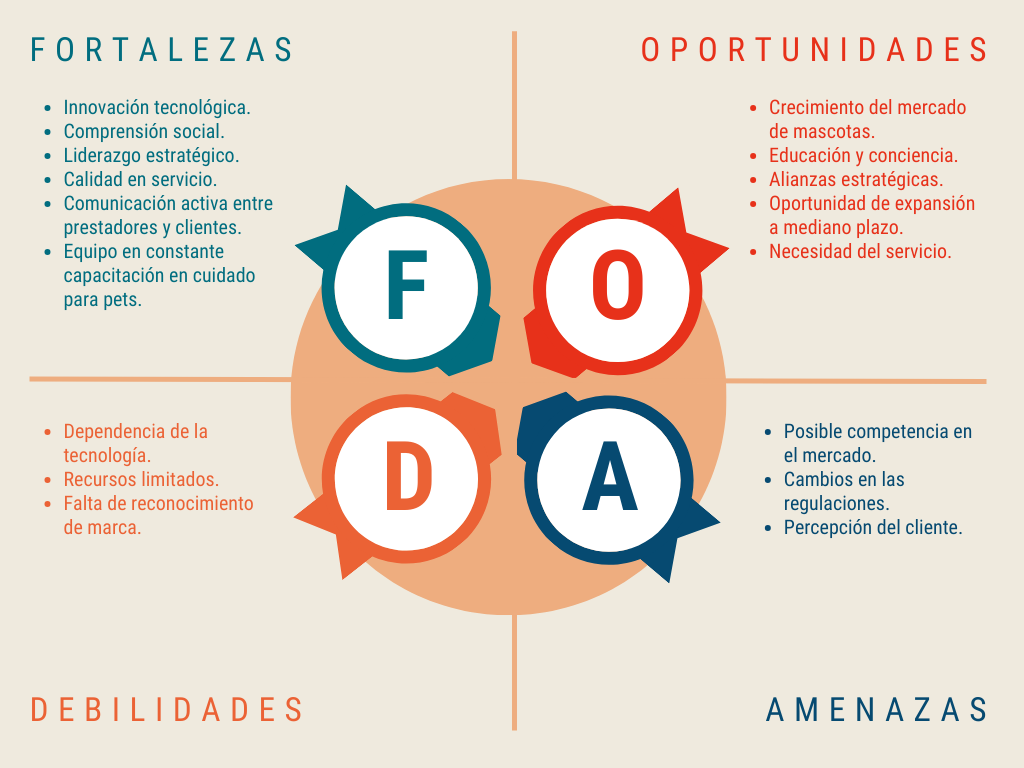 FORTALEZAS
• Innovación tecnológica.
• Comprensión social.
• Liderazgo estratégico.
• Calidad en servicio.
• Comunicación activa entre
prestadores y clientes.
• Equipo en constante
capacitación en cuidado
para pets.
OPORTUNIDADES
• Crecimiento del mercado
de mascotas.
• Educación y conciencia.
• Alianzas estratégicas.
• Oportunidad de expansión
a mediano plazo.
• Necesidad del servicio.
F
O
D
A
• Dependencia de la
tecnología.
• Recursos limitados.
• Falta de reconocimiento
de marca.
DEBILIDADES
• Posible competencia en
el mercado.
• Cambios en las
regulaciones.
• Percepción del cliente.
AMENAZAS